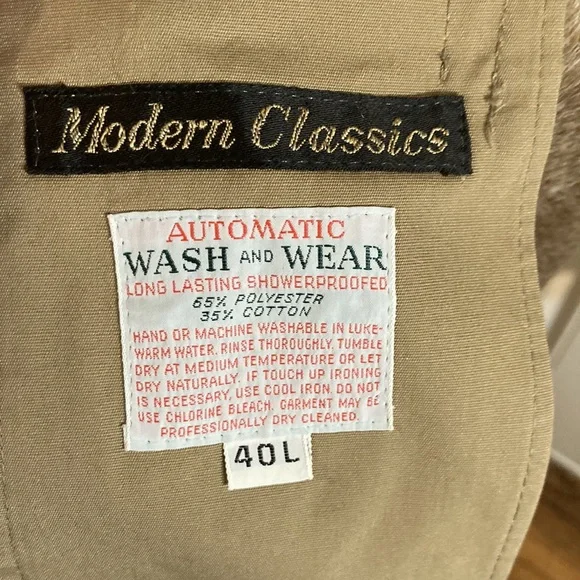 Modern Classics
AUTOMATIC
WASH AND WEAR
LONG LASTING SHOWERPROOFED
65% POLYESTER
35% COTTON
HAND OR MACHINE WASHABLE IN LUKE-
WARM WATER. RINSE THOROUGHLY. TUMBLE
DRY AT MEDIUM TEMPERATURE OR LET
DRY NATURALLY. IF TOUCH UP IRONING
IS NECESSARY, USE COOL IRON. DO NOT
USE CHLORINE BLEACH. GARMENT MAY BE
PROFESSIONALLY DRY CLEANED.
40L